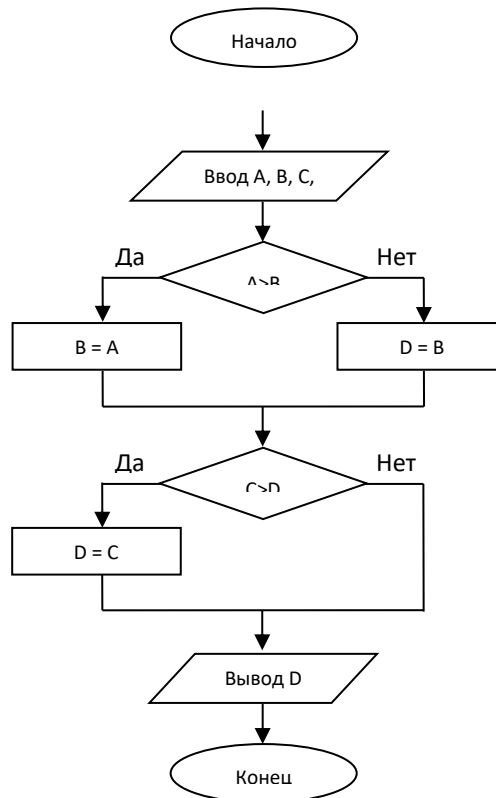 Начало
Ввод A, B, C,
Да
Нет
A>B
B = A
D = B
Да
Нет
C>D
D = C
Вывод D
Конец